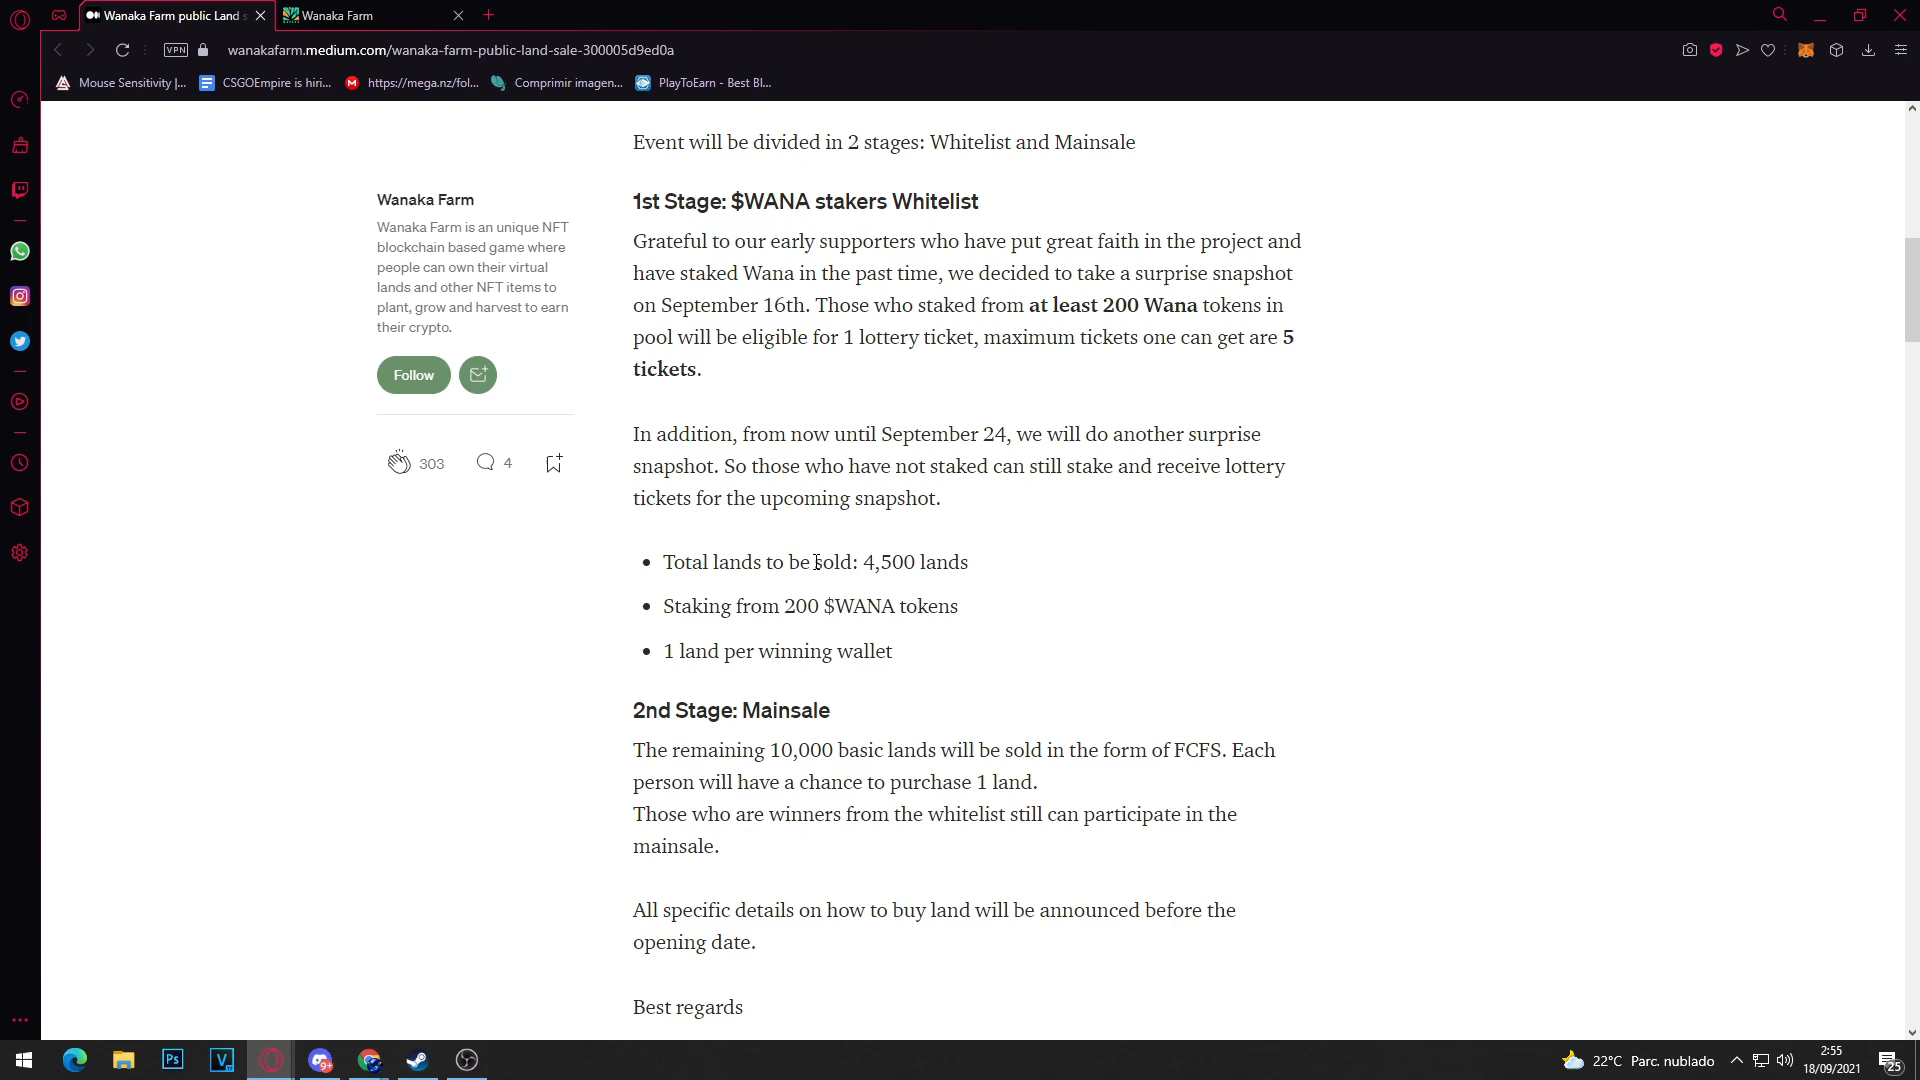 Wanaka Farm public Land s
Wanaka Farm
VPN
wanakafarm.medium.com/wanaka-farm-public-land-sale-300005d9ed0a
Mouse Sensitivity |...
CSGOEmpire is hiri...
M
https://mega.nz/fol...
Comprimir imagen...
PlayToEarn - Best Bl...
Event will be divided in 2 stages: Whitelist and Mainsale
Wanaka Farm
Wanaka Farm is an unique NFT
blockchain based game where
people can own their virtual
lands and other NFT items to
plant, grow and harvest to earn
their crypto.
Follow
303
4
1st Stage: $WANA stakers Whitelist
Grateful to our early supporters who have put great faith in the project and
have staked Wana in the past time, we decided to take a surprise snapshot
on September 16th. Those who staked from at least 200 Wana tokens in
pool will be eligible for 1 lottery ticket, maximum tickets one can get are 5
tickets.
In addition, from now until September 24, we will do another surprise
snapshot. So those who have not staked can still stake and receive lottery
tickets for the upcoming snapshot.
• Total lands to be sold: 4,500 lands
• Staking from 200 $WANA tokens
• 1 land per winning wallet
2nd Stage: Mainsale
The remaining 10,000 basic lands will be sold in the form of FCFS. Each
person will have a chance to purchase 1 land.
Those who are winners from the whitelist still can participate in the
mainsale.
All specific details on how to buy land will be announced before the
opening date.
Best regards
Ps
V
9+
22°C Parc. nublado
2:55
18/09/2021
25